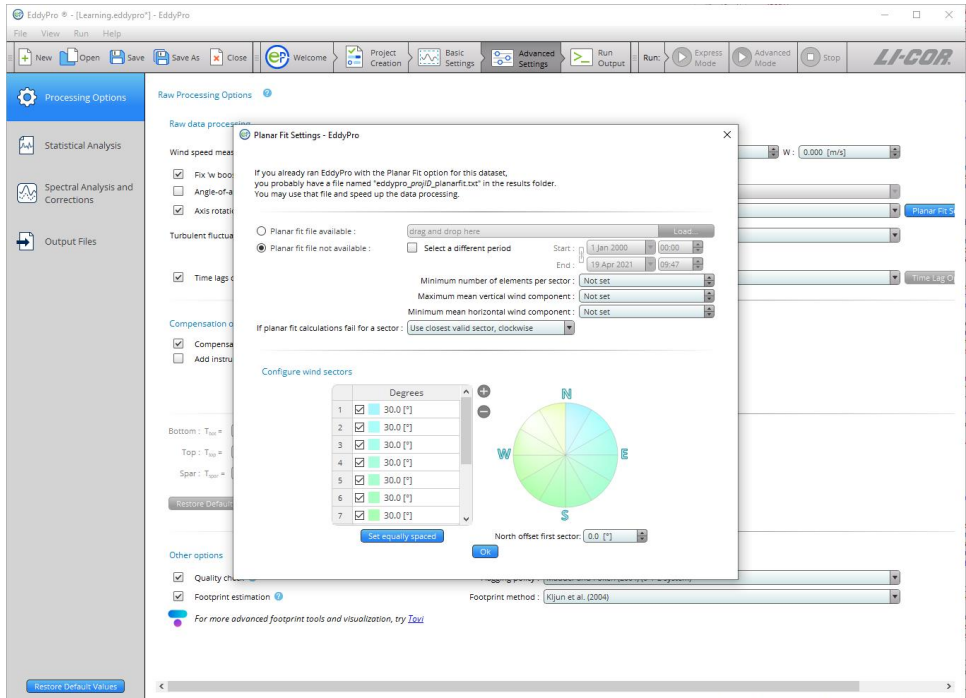 EddyPro ® - [Learning.eddypro*] - EddyPro
File View Run Help
New Open Save Save As Close Welcome Project Creation Basic Settings Advanced Settings Run Output Run: Express Mode Advanced Mode Stop LI-COR
Processing Options
Statistical Analysis
Spectral Analysis and
Corrections
Output Files
Restore Default Values
Raw Processing Options
Raw data processing
Wind speed meas
W : 0.000 [m/s]
Fix 'w boo
Angle-of-a
Axis rotati
Planar Fit S
Turbulent fluctua
Time lags
Time Lag O
Compensation o
Compensa
Add instru
Bottom : Tbot =
Top : Ttop =
Spar : Tspar =
Restore Default
Other options
Quality ch
Footprint estimation
Footprint method : Kljun et al. (2004)
For more advanced footprint tools and visualization, try Tovi
Planar Fit Settings - EddyPro
If you already ran EddyPro with the Planar Fit option for this dataset,
you probably have a file named "eddypro_projID_planarfit.txt" in the results folder.
You may use that file and speed up the data processing.
Planar fit file available : drag and drop here Load...
Planar fit file not available : Select a different period Start : 1 Jan 2000 00:00
End : 19 Apr 2021 09:47
Minimum number of elements per sector : Not set
Maximum mean vertical wind component : Not set
Minimum mean horizontal wind component : Not set
If planar fit calculations fail for a sector : Use closest valid sector, clockwise
Configure wind sectors
Degrees
1 30.0 [°]
2 30.0 [°]
3 30.0 [°]
4 30.0 [°]
5 30.0 [°]
6 30.0 [°]
7 30.0 [°]
N
W E
S
Set equally spaced
North offset first sector: 0.0 [°]
Ok